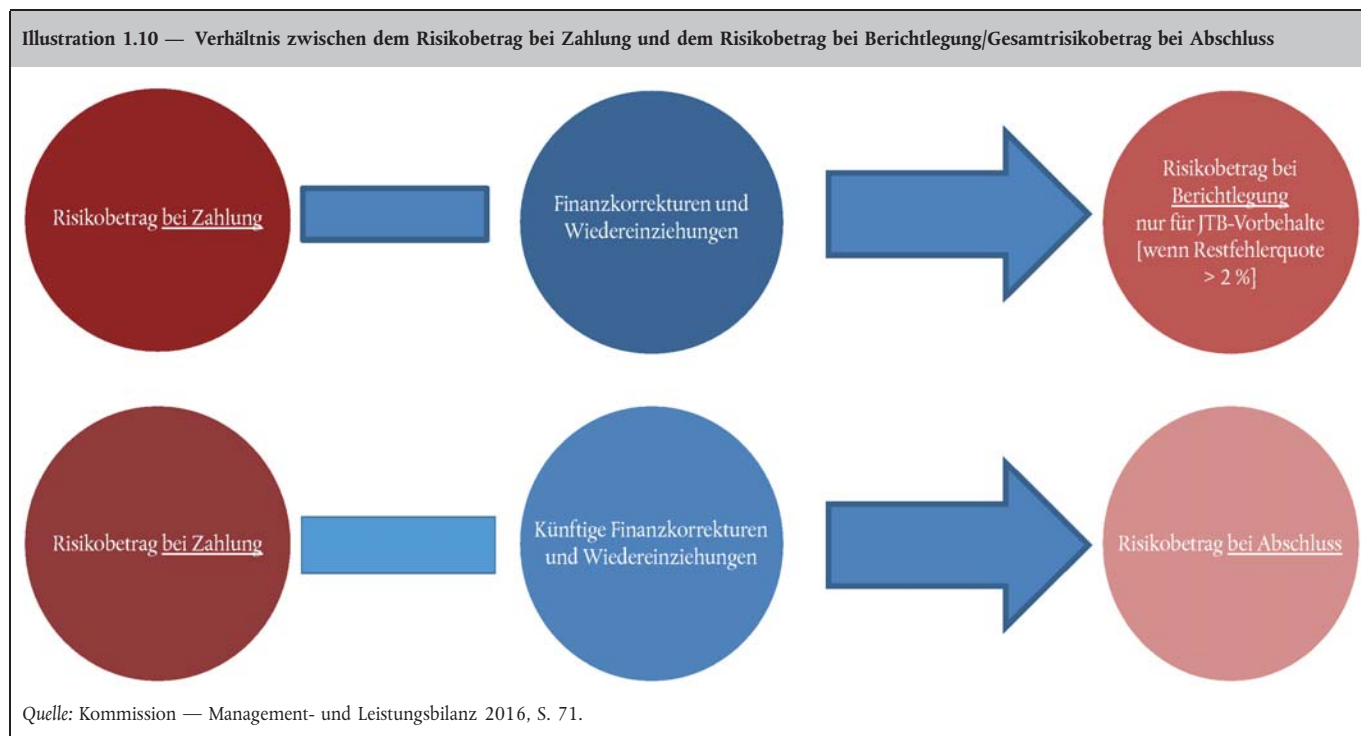 Illustration 1.10 — Verhältnis zwischen dem Risikobetrag bei Zahlung und dem Risikobetrag bei Berichtlegung/Gesamtrisikobetrag bei Abschluss
Risikobetrag bei Zahlung
Finanzkorrekturen und
Wiedereinziehungen
Risikobetrag bei
Berichtlegung
nur für JTB-Vorbehalte
[wenn Restfehlerquote
> 2 %]
Risikobetrag bei Zahlung
Künftige Finanzkorrekturen
und Wiedereinziehungen
Risikobetrag bei Abschluss
Quelle: Kommission — Management- und Leistungsbilanz 2016, S. 71.